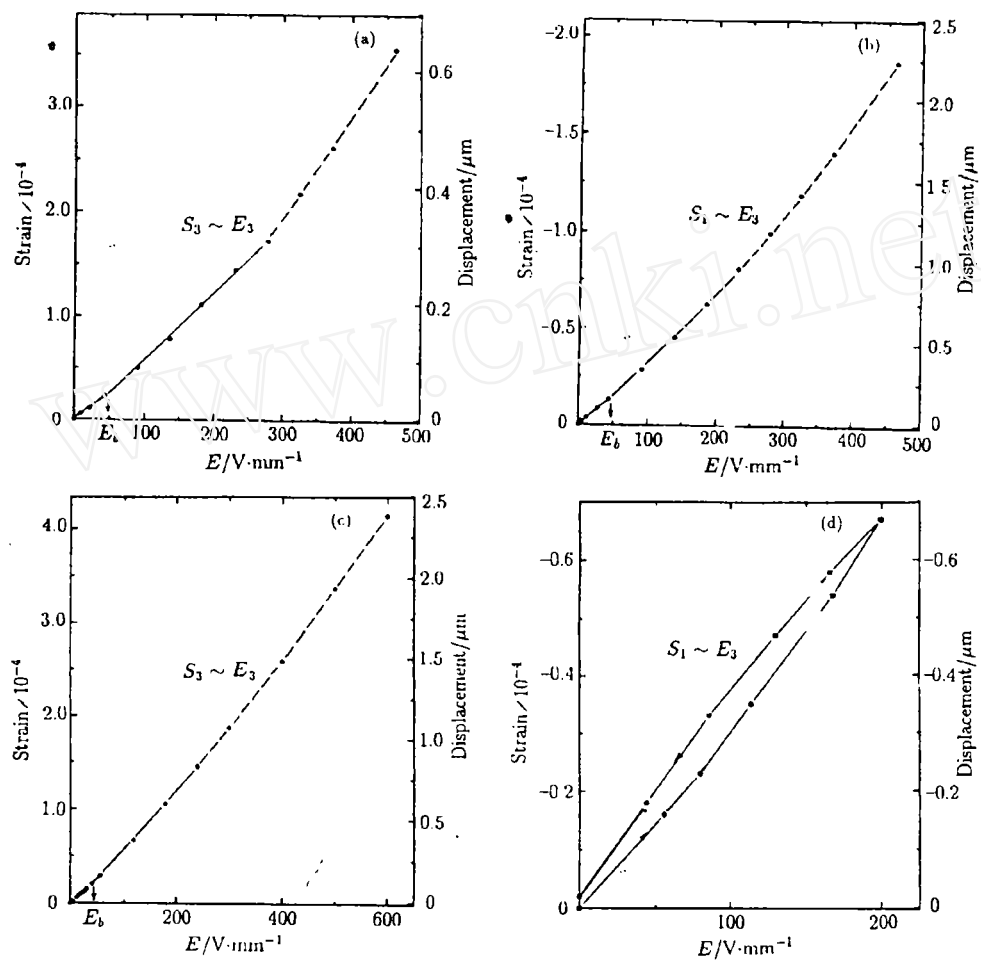 (a)
Strain/10⁻⁴
3.0
2.0
1.0
0
0.6
0.4
0.2
0
Displacement/μm
S₃ ~ E₃
E_b
100
200
300
400
500
E/V·mm⁻¹
(b)
Strain/10⁻⁴
-2.0
-1.5
-1.0
-0.5
0
2.5
2.0
1.5
1.0
0.5
0
Displacement/μm
S₁ ~ E₃
E_b
100
200
300
400
500
E/V·mm⁻¹
(c)
Strain/10⁻⁴
4.0
3.0
2.0
1.0
0
2.5
2.0
1.5
1.0
0.5
0
Displacement/μm
S₃ ~ E₃
E_b
200
400
600
E/V·mm⁻¹
(d)
Strain/10⁻⁴
-0.6
-0.4
-0.2
0
-0.6
-0.4
-0.2
0
Displacement/μm
S₁ ~ E₃
100
200
E/V·mm⁻¹
www.cnki.net